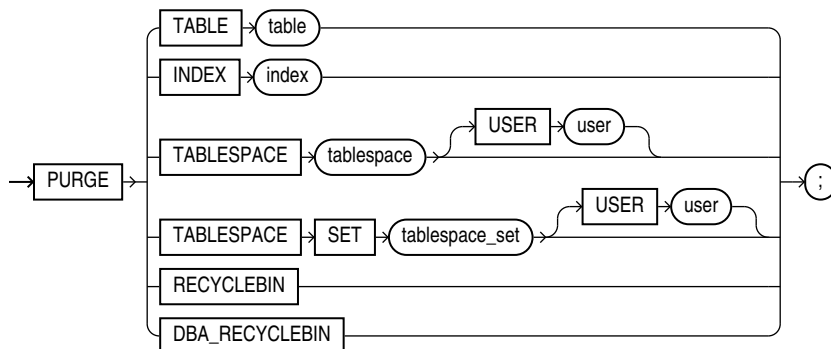 TABLE table
INDEX index
USER user
TABLESPACE tablespace
PURGE ;
USER user
TABLESPACE SET tablespace_set
RECYCLEBIN
DBA_RECYCLEBIN